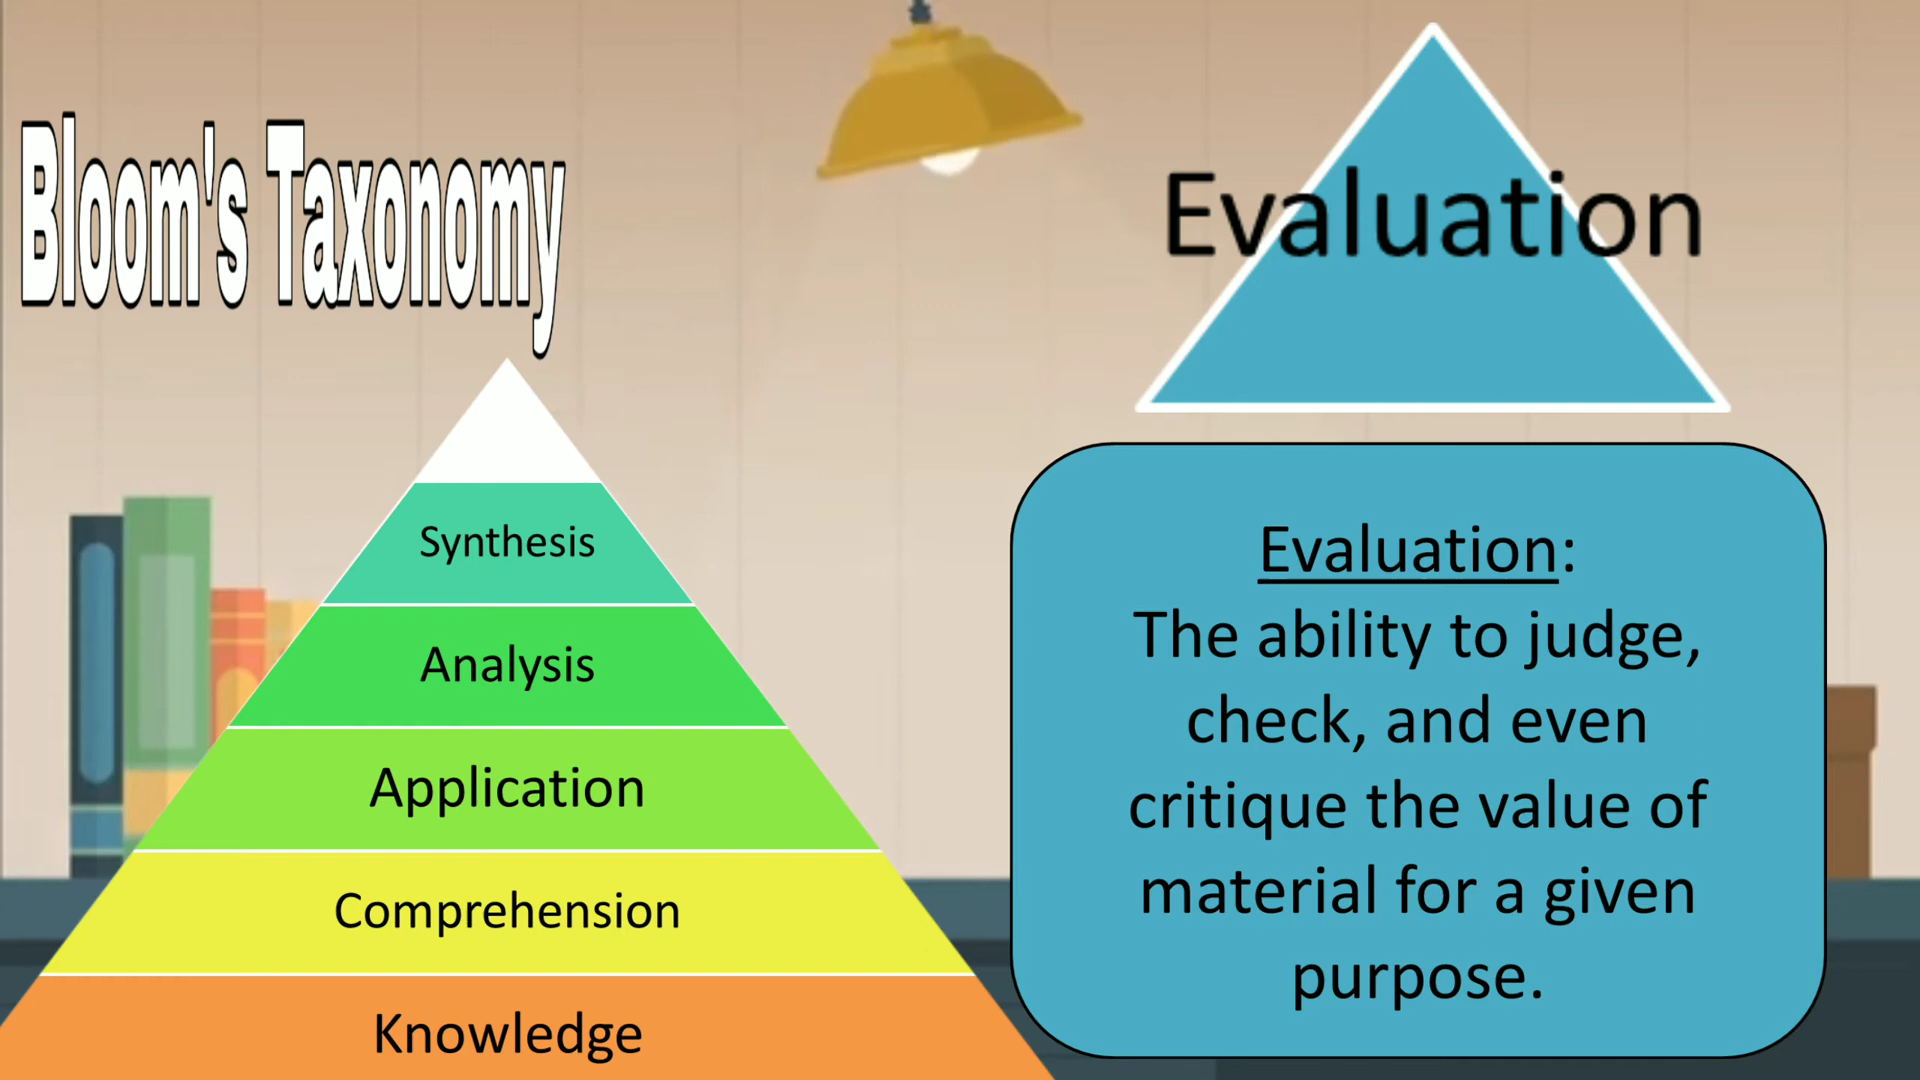 Bloom's Taxonomy
Synthesis
Analysis
Application
Comprehension
Knowledge
Evaluation
Evaluation:
The ability to judge,
check, and even
critique the value of
material for a given
purpose.